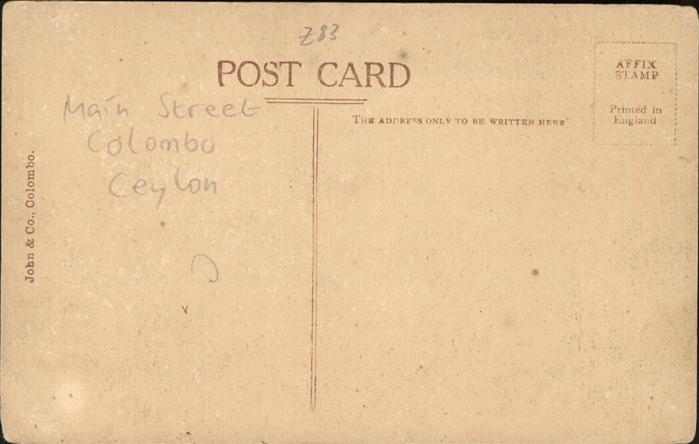 Z83
POST CARD
AFFIX
STAMP
Printed in
England
THE ADDRESS ONLY TO BE WRITTEN HERE
Main Street
Colombo
Ceylon
John & Co., Colombo.